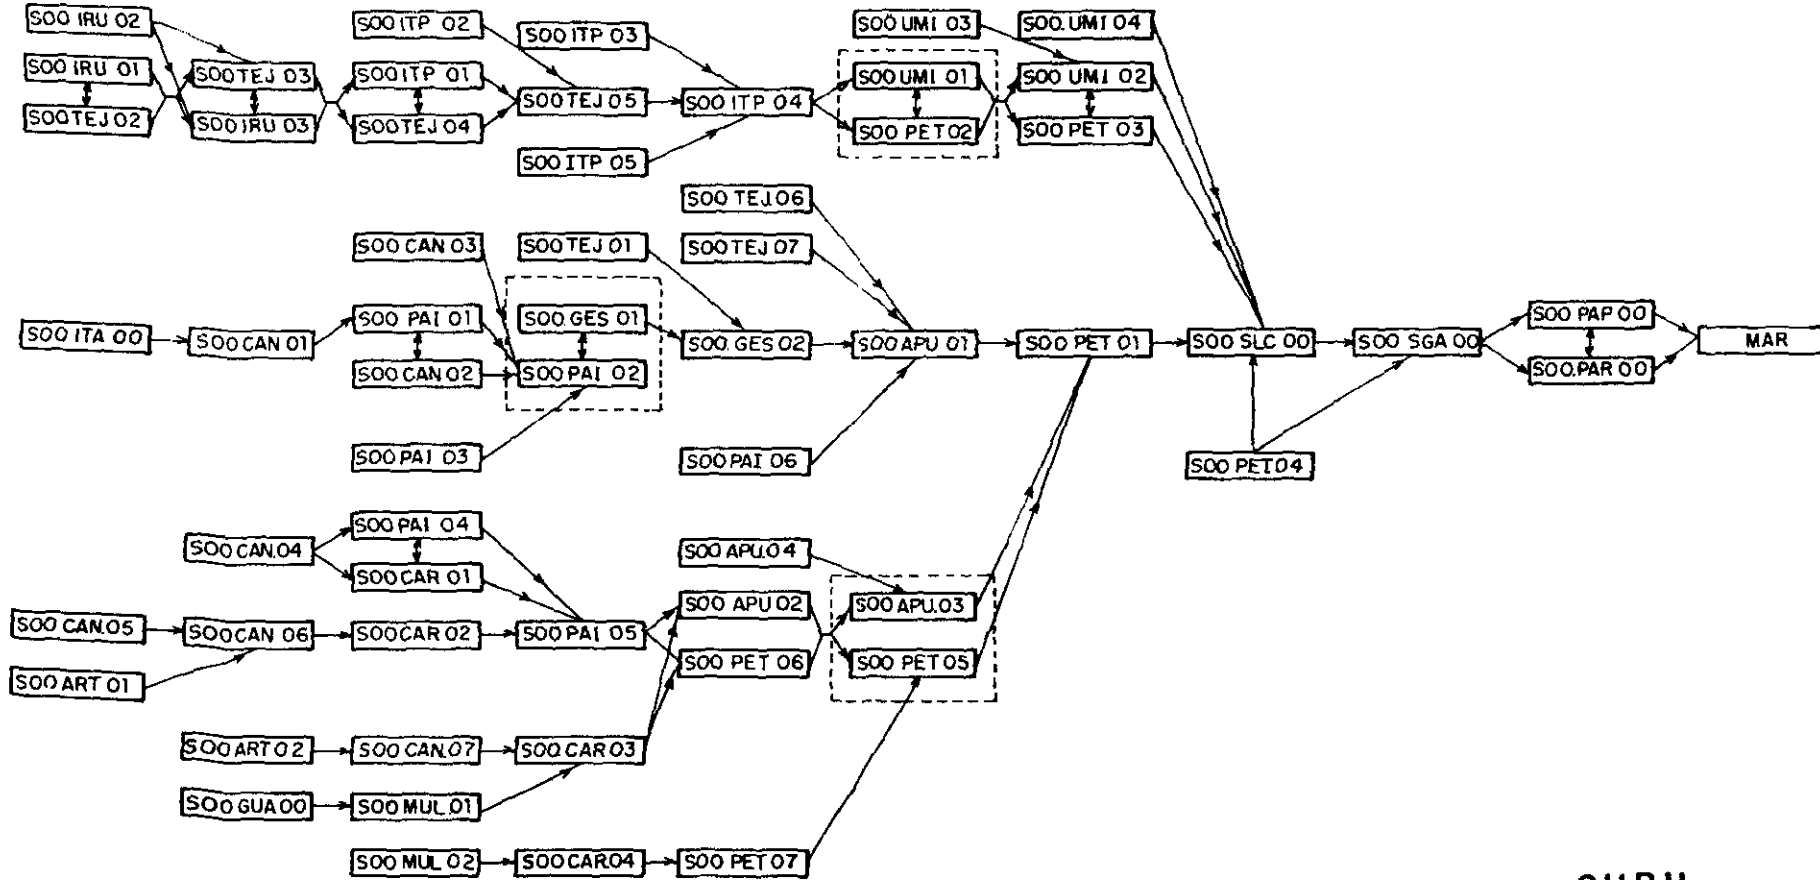 SOO IRU 02
SOO ITP 02
SOO ITP 03
SOO UMI 03
SOO.UMI 04
SOO IRU 01
SOO TEJ 03
SOO ITP 01
SOO UMI 01
SOO UMI 02
SOO TEJ 02
SOO IRU 03
SOO TEJ 04
SOO TEJ 05
SOO ITP 04
SOO PET 02
SOO PET 03
SOO ITP 05
SOO TEJ.06
SOO CAN 03
SOO TEJ 01
SOO TEJ 07
SOO ITA 00
SOO CAN 01
SOO PAI 01
SOO GES 01
SOO. GES 02
SOO APU 01
SOO PET 01
SOO SLC 00
SOO SGA 00
SOO PAP 00
MAR
SOO CAN 02
SOO PAI 02
SOO.PAR 00
SOO PAI 03
SOO PAI 06
SOO PET 04
SOO CAN.04
SOO PAI 04
SOO CAR 01
SOO APU.04
SOO CAN.05
SOO CAN 06
SOO CAR 02
SOO PAI 05
SOO APU 02
SOO APU.03
SOO ART 01
SOO PET 06
SOO PET 05
SOO ART 02
SOO CAN.07
SOO CAR 03
SOO GUA 00
SOO MUL.01
SOO MUL 02
SOO CAR.04
SOO PET 07